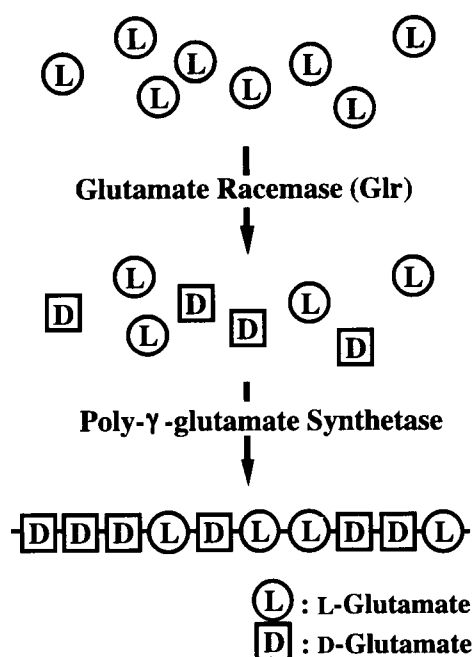 L L L L L L L L L
Glutamate Racemase (Glr)
D L L D D L D L
Poly-γ-glutamate Synthetase
D D D L D L L D D L
L : L-Glutamate
D : D-Glutamate